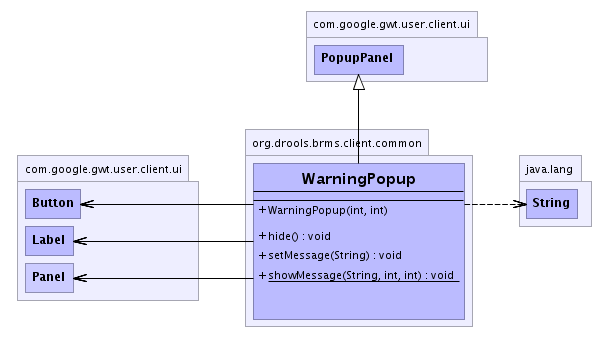 com.google.gwt.user.client.ui
PopupPanel
org.drools.brms.client.common
WarningPopup
+ WarningPopup(int, int)
+ hide() : void
+ setMessage(String) : void
+ showMessage(String, int, int) : void
com.google.gwt.user.client.ui
Button
Label
Panel
java.lang
String